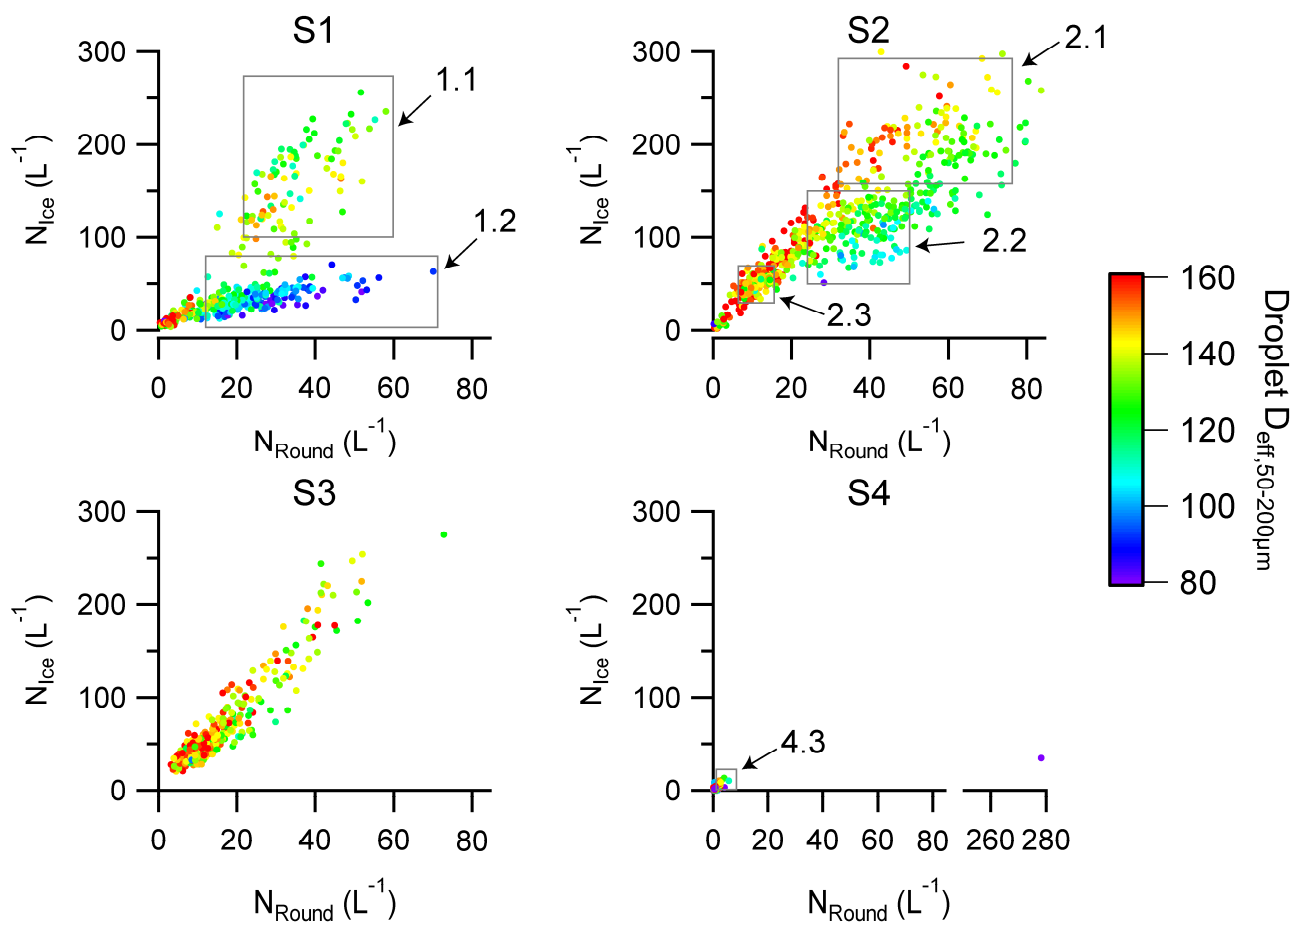 S1
300
200
100
0
N_Ice (L^-1)
1.1
1.2
0 20 40 60 80
N_Round (L^-1)
S2
300
200
100
0
N_Ice (L^-1)
2.1
2.2
2.3
0 20 40 60 80
N_Round (L^-1)
S3
300
200
100
0
N_Ice (L^-1)
0 20 40 60 80
N_Round (L^-1)
S4
300
200
100
0
N_Ice (L^-1)
4.3
0 20 40 60 80 260 280
N_Round (L^-1)
160
140
120
100
80
Droplet D_eff,50-200µm